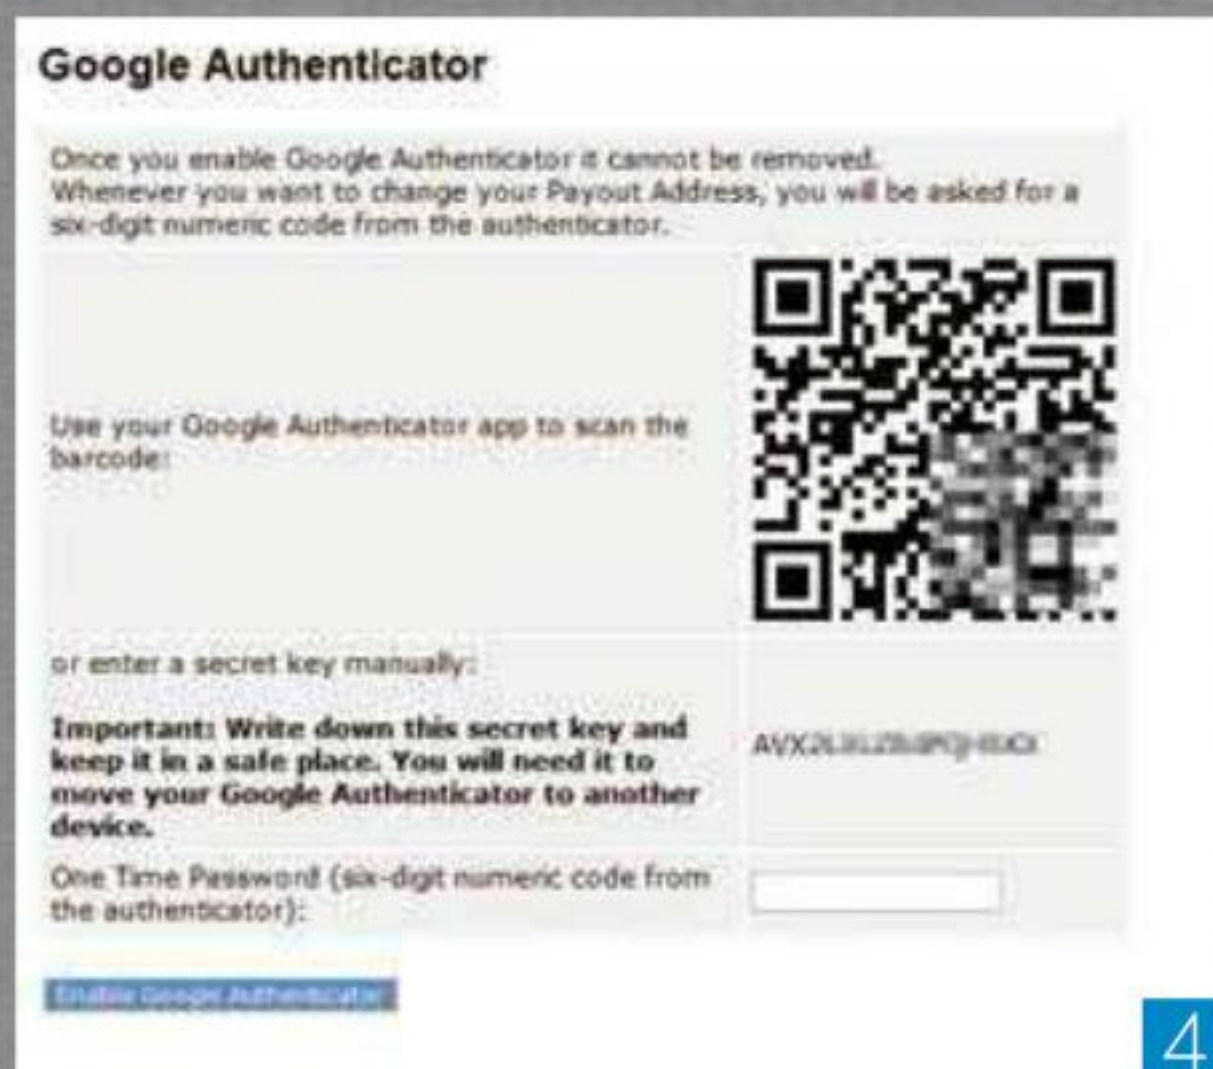 Google Authenticator
Once you enable Google Authenticator it cannot be removed.
Whenever you want to change your Payout Address, you will be asked for a
six-digit numeric code from the authenticator.
Use your Google Authenticator app to scan the
barcode:
or enter a secret key manually:
Important: Write down this secret key and
keep it in a safe place. You will need it to
move your Google Authenticator to another
device.
One Time Password (six-digit numeric code from
the authenticator):
Enable Google Authenticator
4